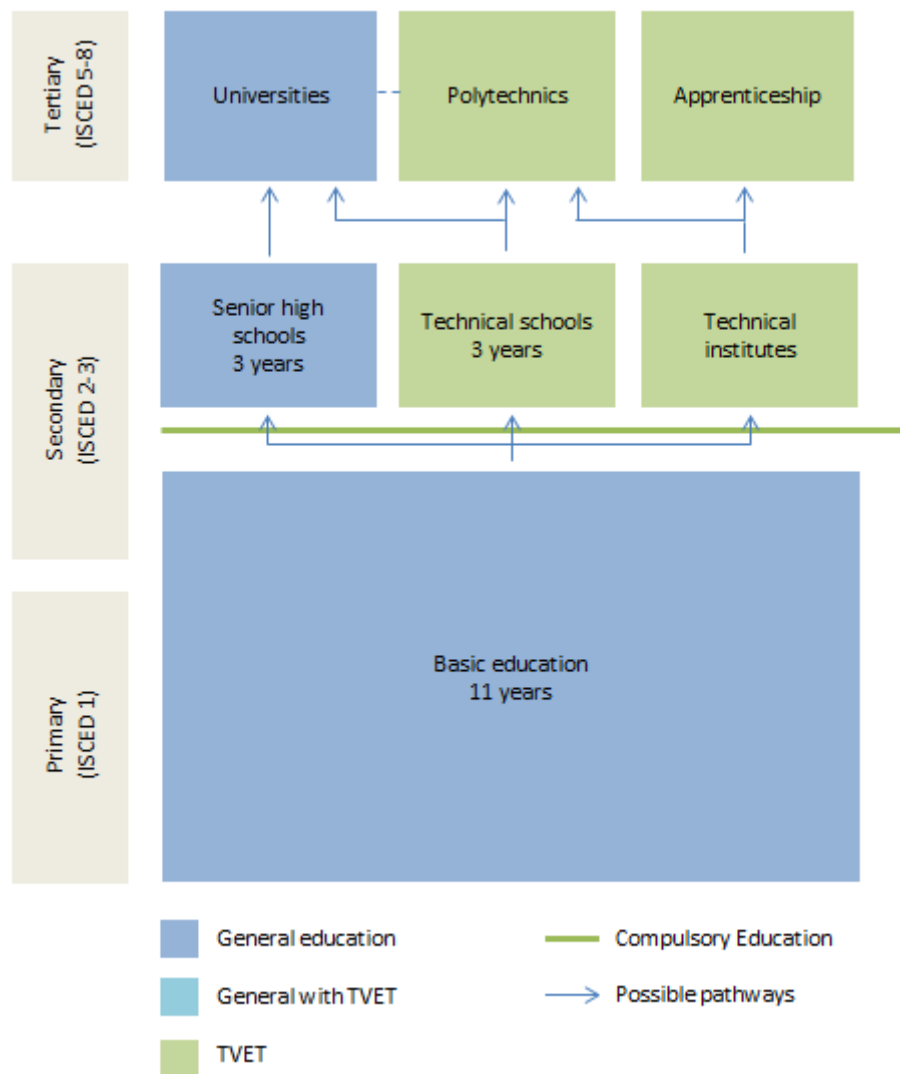 Tertiary
(ISCED 5-8)
Universities
Polytechnics
Apprenticeship
Secondary
(ISCED 2-3)
Senior high
schools
3 years
Technical schools
3 years
Technical
institutes
Primary
(ISCED 1)
Basic education
11 years
General education
Compulsory Education
General with TVET
Possible pathways
TVET